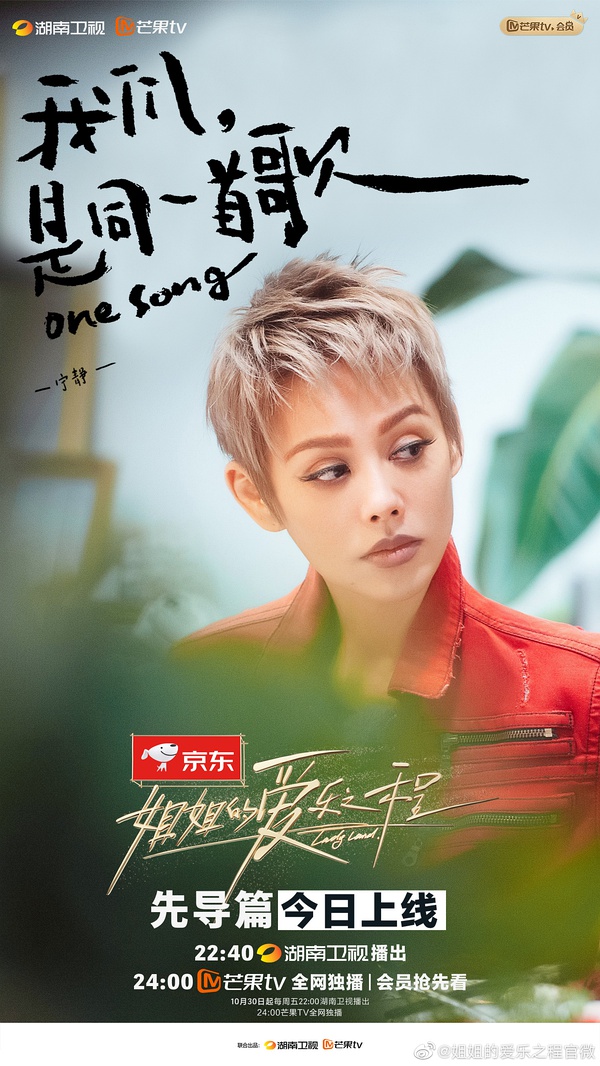 湖南卫视 芒果tv
芒果tv会员
我们，
是同一首歌
one song
—宁静—
京东
姐姐的爱乐之程
Lady Land.
先导篇 今日上线
22:40 湖南卫视播出
24:00 芒果tv 全网独播 | 会员抢先看
10月30日起每周五22:00湖南卫视播出
24:00芒果TV全网独播
联合出品: 湖南卫视 芒果tv
@姐姐的爱乐之程官微